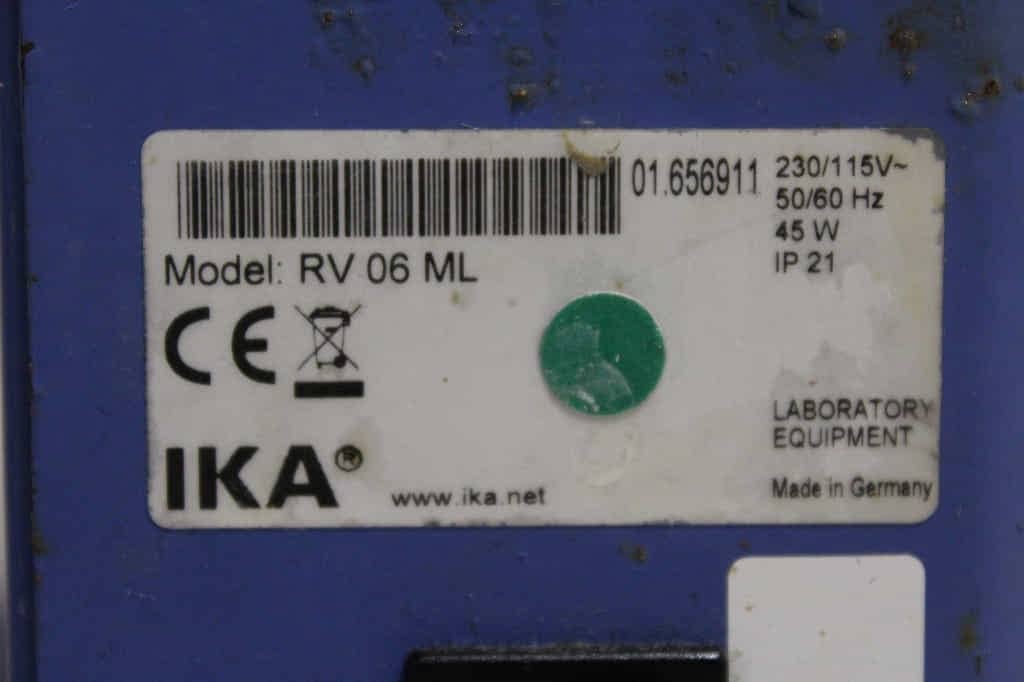 01.656911
230/115V~
50/60 Hz
45 W
IP 21
Model: RV 06 ML
CE
IKA®
www.ika.net
LABORATORY
EQUIPMENT
Made in Germany